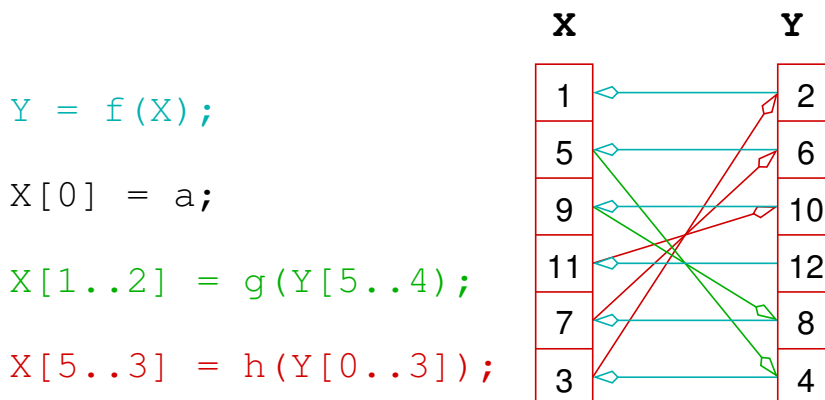 X Y
Y = f(X);
X[0] = a;
X[1..2] = g(Y[5..4);
X[5..3] = h(Y[0..3]);
1 2
5 6
9 10
11 12
7 8
3 4